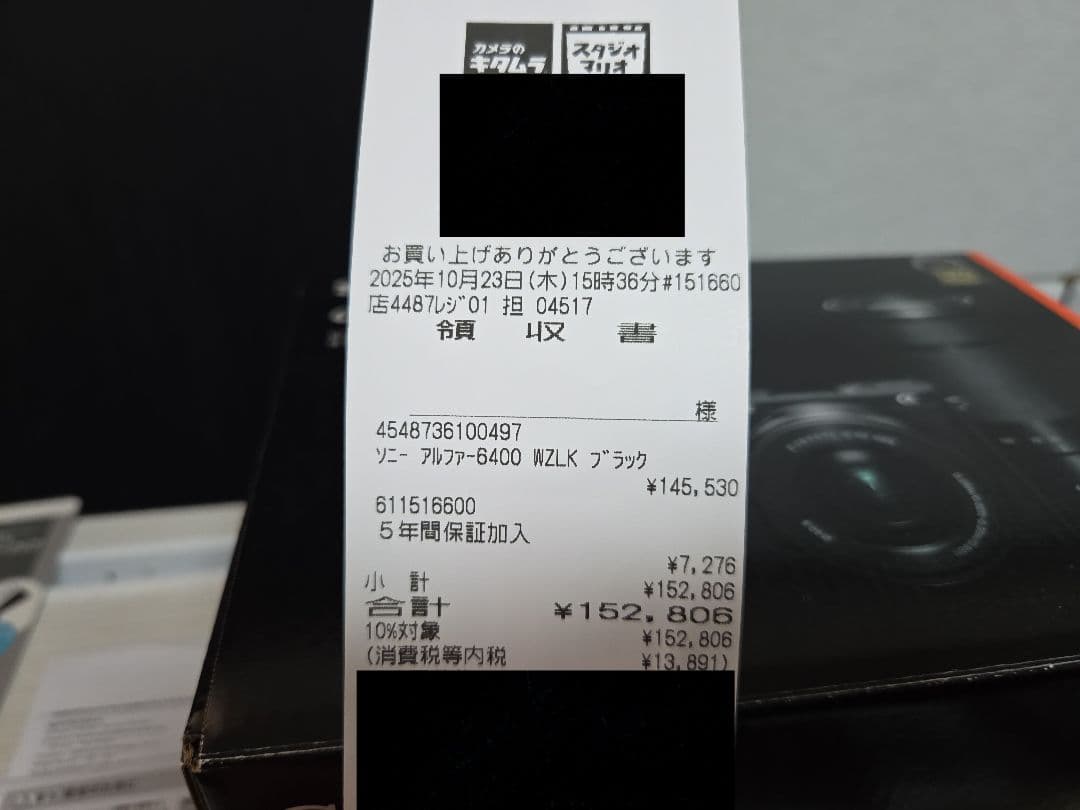 カメラの
キタムラ
スタジオ
マリオ
お買い上げありがとうございます
2025年10月23日(木)15時36分#151660
店4487ﾚｼﾞ01 担 04517
領 収 書
様
4548736100497
ｿﾆｰ ｱﾙﾌｧｰ6400 WZLK ﾌﾞﾗｯｸ
¥145,530
611516600
５年間保証加入
¥7,276
小 計 ¥152,806
合計 ¥152,806
10%対象 ¥152,806
(消費税等内税 ¥13,891)